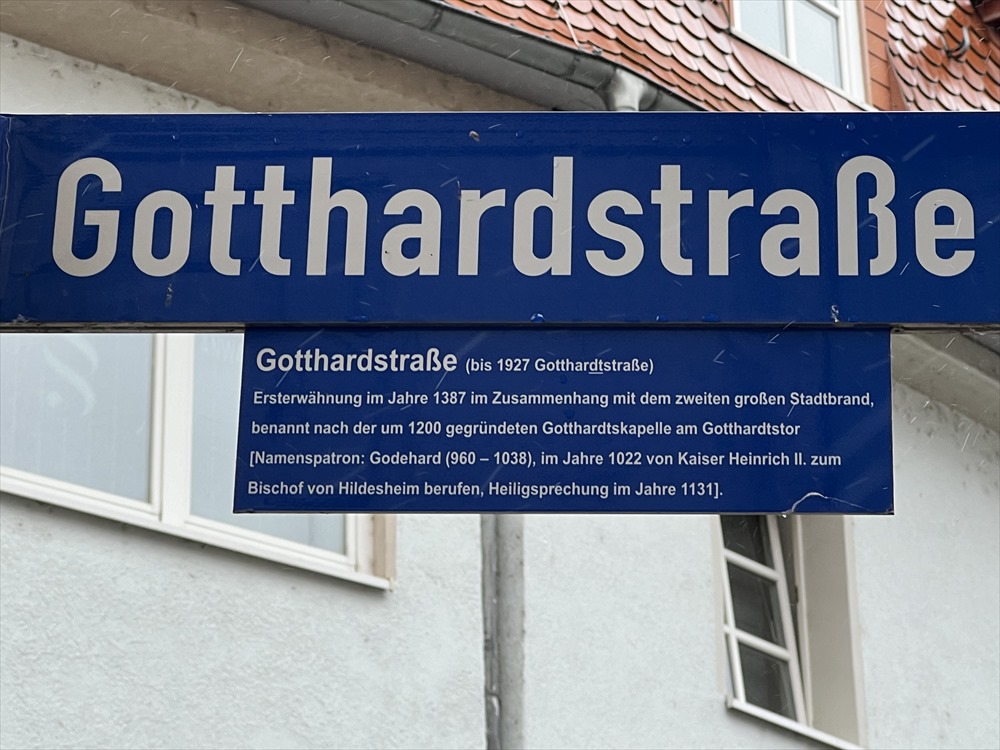 Gotthardstraße
Gotthardstraße (bis 1927 Gotthardtstraße)
Ersterwähnung im Jahre 1387 im Zusammenhang mit dem zweiten großen Stadtbrand,
benannt nach der um 1200 gegründeten Gotthardtskapelle am Gotthardtstor
[Namenspatron: Godehard (960 – 1038), im Jahre 1022 von Kaiser Heinrich II. zum
Bischof von Hildesheim berufen, Heiligsprechung im Jahre 1131].